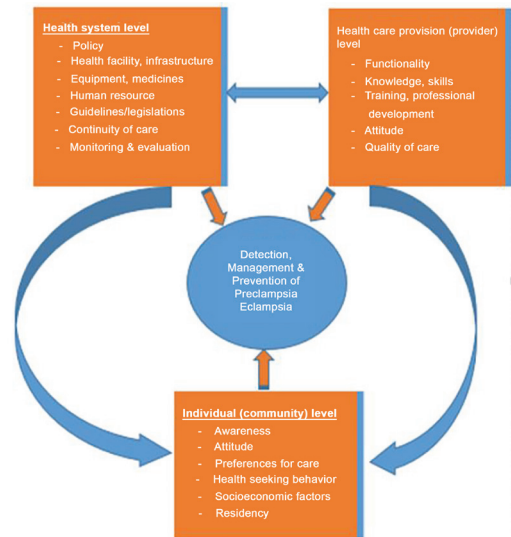 Health system level
- Policy
- Health facility, infrastructure
- Equipment, medicines
- Human resource
- Guidelines/legislations
- Continuity of care
- Monitoring & evaluation
Health care provision (provider)
level
- Functionality
- Knowledge, skills
- Training, professional
development
- Attitude
- Quality of care
Detection,
Management &
Prevention of
Preclampsia
Eclampsia
Individual (community) level
- Awareness
- Attitude
- Preferences for care
- Health seeking behavior
- Socioeconomic factors
- Residency